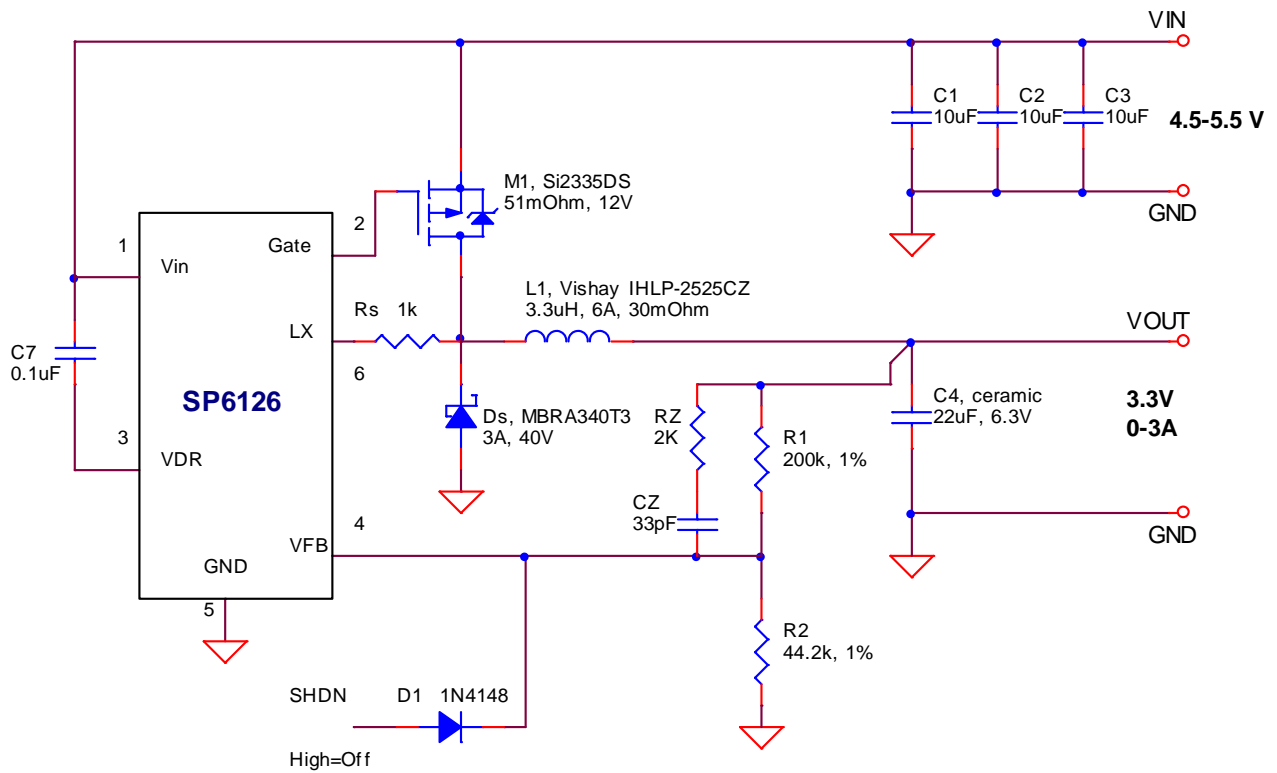 VIN
C1
10uF
C2
10uF
C3
10uF
4.5-5.5 V
GND
M1, Si2335DS
51mOhm, 12V
1
2
Vin
Gate
L1, Vishay IHLP-2525CZ
3.3uH, 6A, 30mOhm
Rs 1k
LX
6
VOUT
C7
0.1uF
SP6126
3
VDR
Ds, MBRA340T3
3A, 40V
RZ
2K
R1
200k, 1%
C4, ceramic
22uF, 6.3V
3.3V
0-3A
CZ
33pF
4
VFB
GND
GND
5
R2
44.2k, 1%
SHDN
D1 1N4148
High=Off